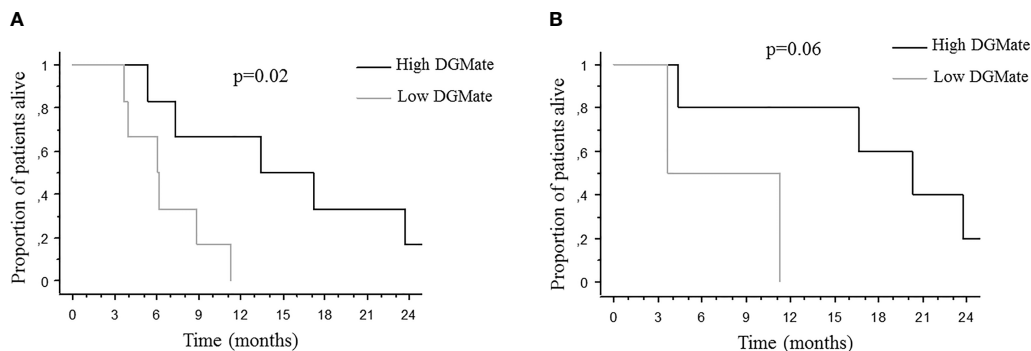 A
p=0.02
High DGMate
Low DGMate
Proportion of patients alive
1
,8
,6
,4
,2
0
0 3 6 9 12 15 18 21 24
Time (months)
B
p=0.06
High DGMate
Low DGMate
Proportion of patients alive
1
,8
,6
,4
,2
0
0 3 6 9 12 15 18 21 24
Time (months)